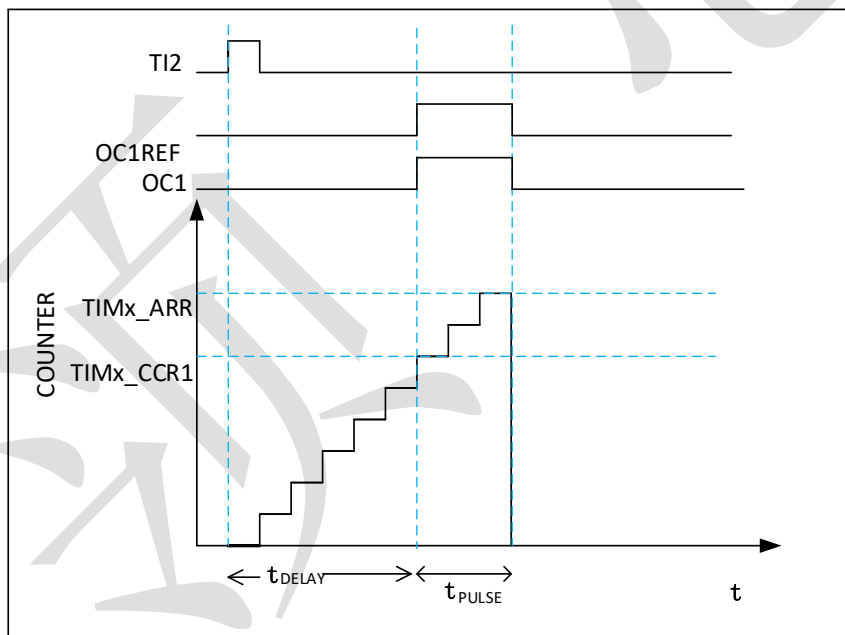 TI2
OC1REF
OC1
COUNTER
TIMx_ARR
TIMx_CCR1
tDELAY
tPULSE
t